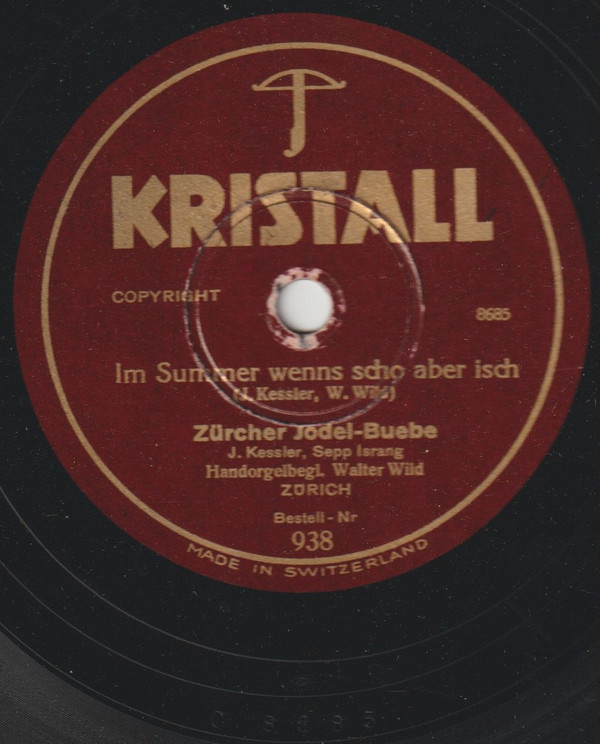 KRISTALL
COPYRIGHT
8685
Im Summer wenns scho aber isch
(J. Kessler, W. Wild)
Zürcher Jodel-Buebe
J. Kessler, Sepp Israng
Handorgelbegl. Walter Wild
ZÜRICH
Bestell-Nr
938
MADE IN SWITZERLAND
C 8685